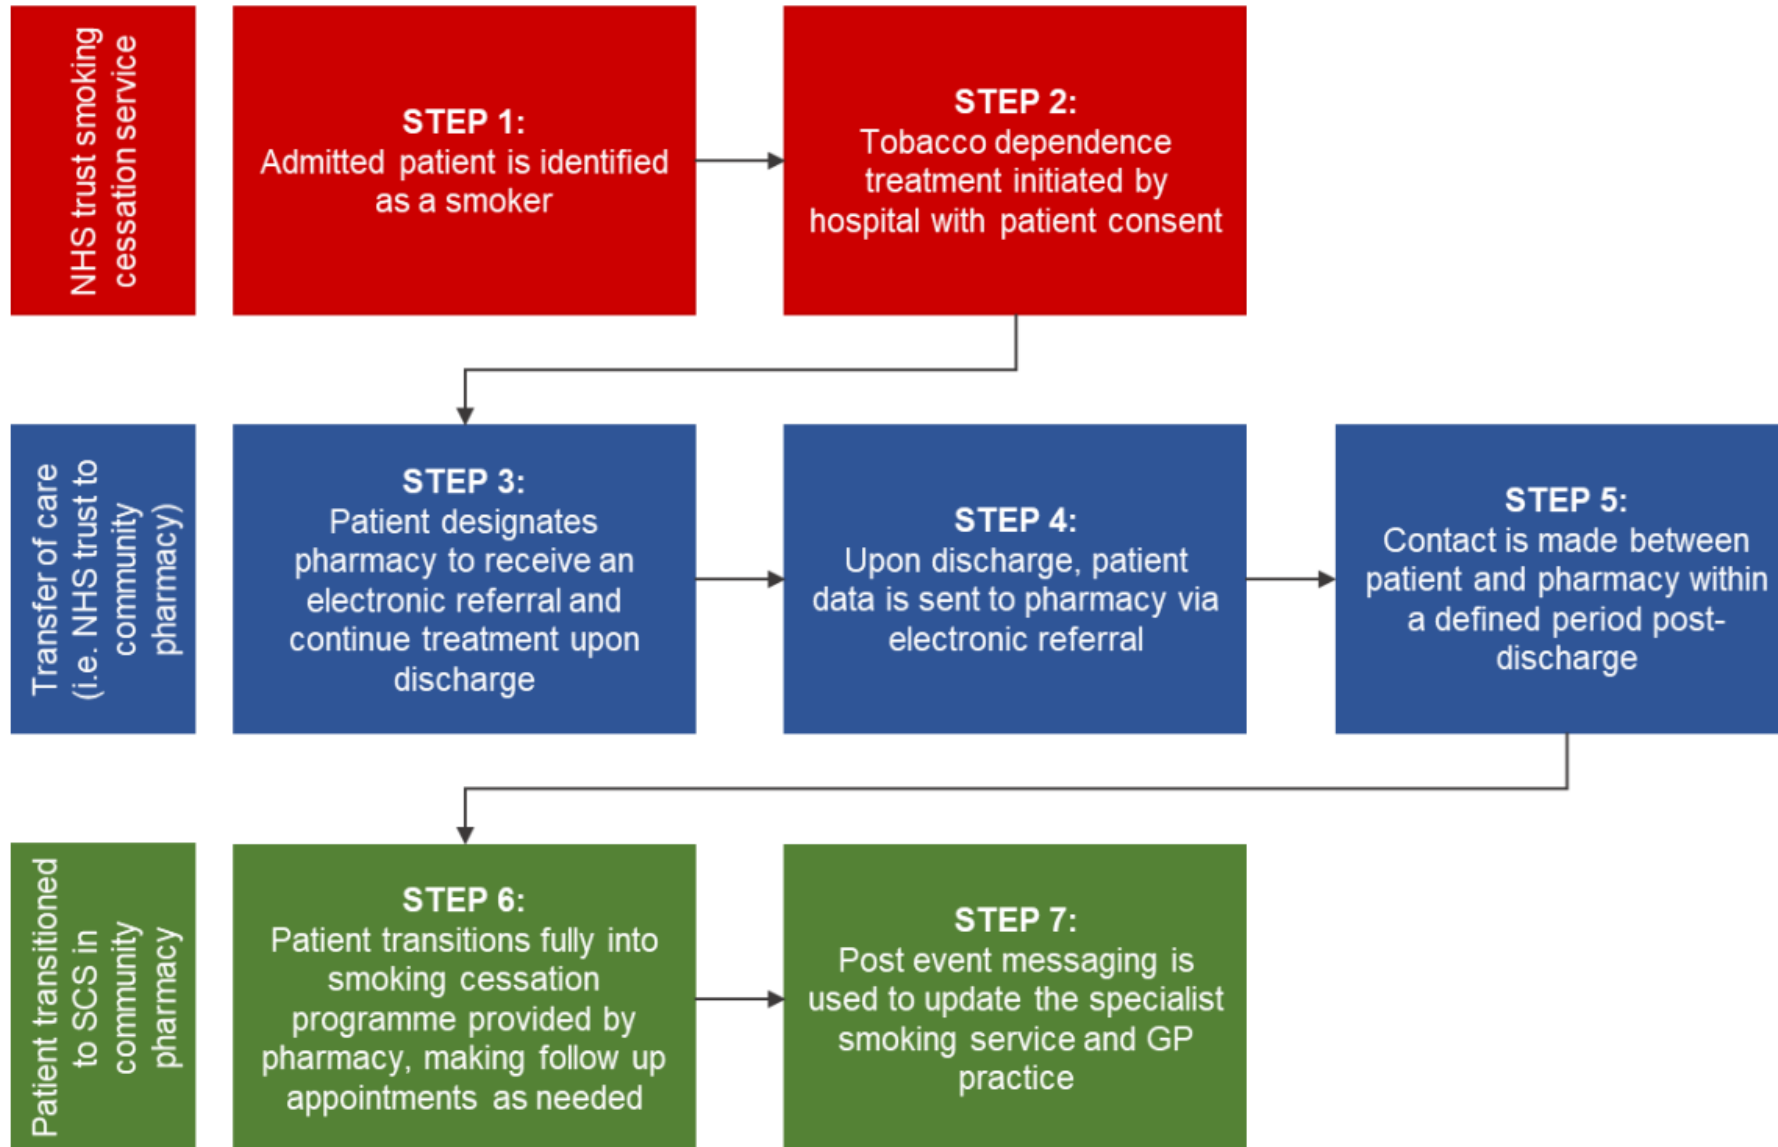 NHS trust smoking
cessation service
STEP 1:
Admitted patient is identified
as a smoker
STEP 2:
Tobacco dependence
treatment initiated by
hospital with patient consent
Transfer of care
(i.e. NHS trust to
community
pharmacy)
STEP 3:
Patient designates
pharmacy to receive an
electronic referral and
continue treatment upon
discharge
STEP 4:
Upon discharge, patient
data is sent to pharmacy via
electronic referral
STEP 5:
Contact is made between
patient and pharmacy within
a defined period post-
discharge
Patient transitioned
to SCS in
community
pharmacy
STEP 6:
Patient transitions fully into
smoking cessation
programme provided by
pharmacy, making follow up
appointments as needed
STEP 7:
Post event messaging is
used to update the specialist
smoking service and GP
practice